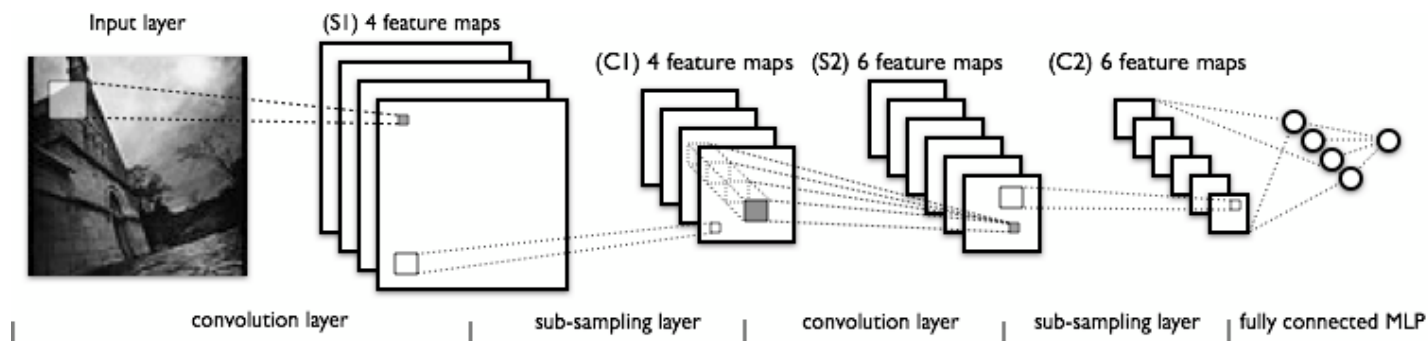 Input layer
(S1) 4 feature maps
(C1) 4 feature maps
(S2) 6 feature maps
(C2) 6 feature maps
convolution layer
sub-sampling layer
convolution layer
sub-sampling layer
fully connected MLP